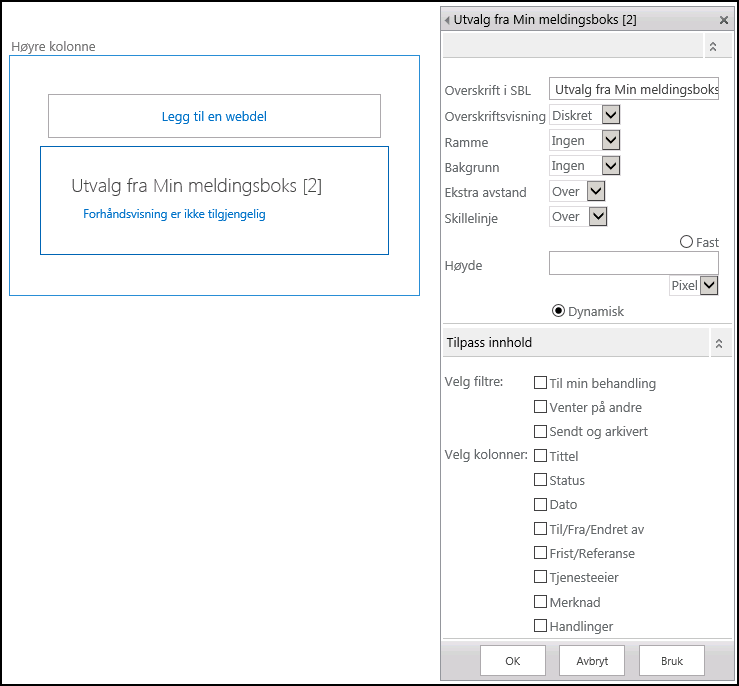 Høyre kolonne
Legg til en webdel
Utvalg fra Min meldingsboks [2]
Forhåndsvisning er ikke tilgjengelig
Utvalg fra Min meldingsboks [2]
Overskrift i SBL Utvalg fra Min meldingsboks
Overskriftsvisning Diskret
Ramme Ingen
Bakgrunn Ingen
Ekstra avstand Over
Skillelinje Over
Fast
Høyde
Pixel
Dynamisk
Tilpass innhold
Velg filtre: Til min behandling
Venter på andre
Sendt og arkivert
Velg kolonner: Tittel
Status
Dato
Til/Fra/Endret av
Frist/Referanse
Tjenesteeier
Merknad
Handlinger
OK Avbryt Bruk